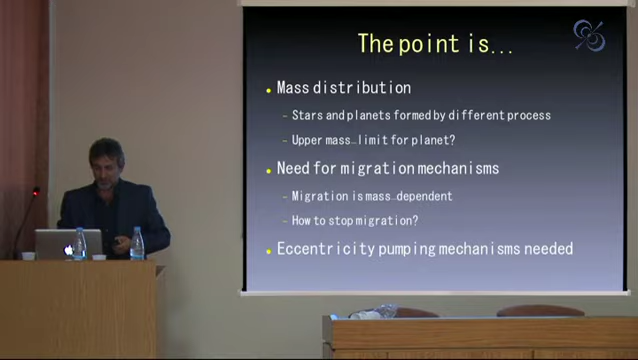 The point is...
Mass distribution
- Stars and planets formed by different process
- Upper mass…limit for planet?
Need for migration mechanisms
- Migration is mass…dependent
- How to stop migration?
Eccentricity pumping mechanisms needed